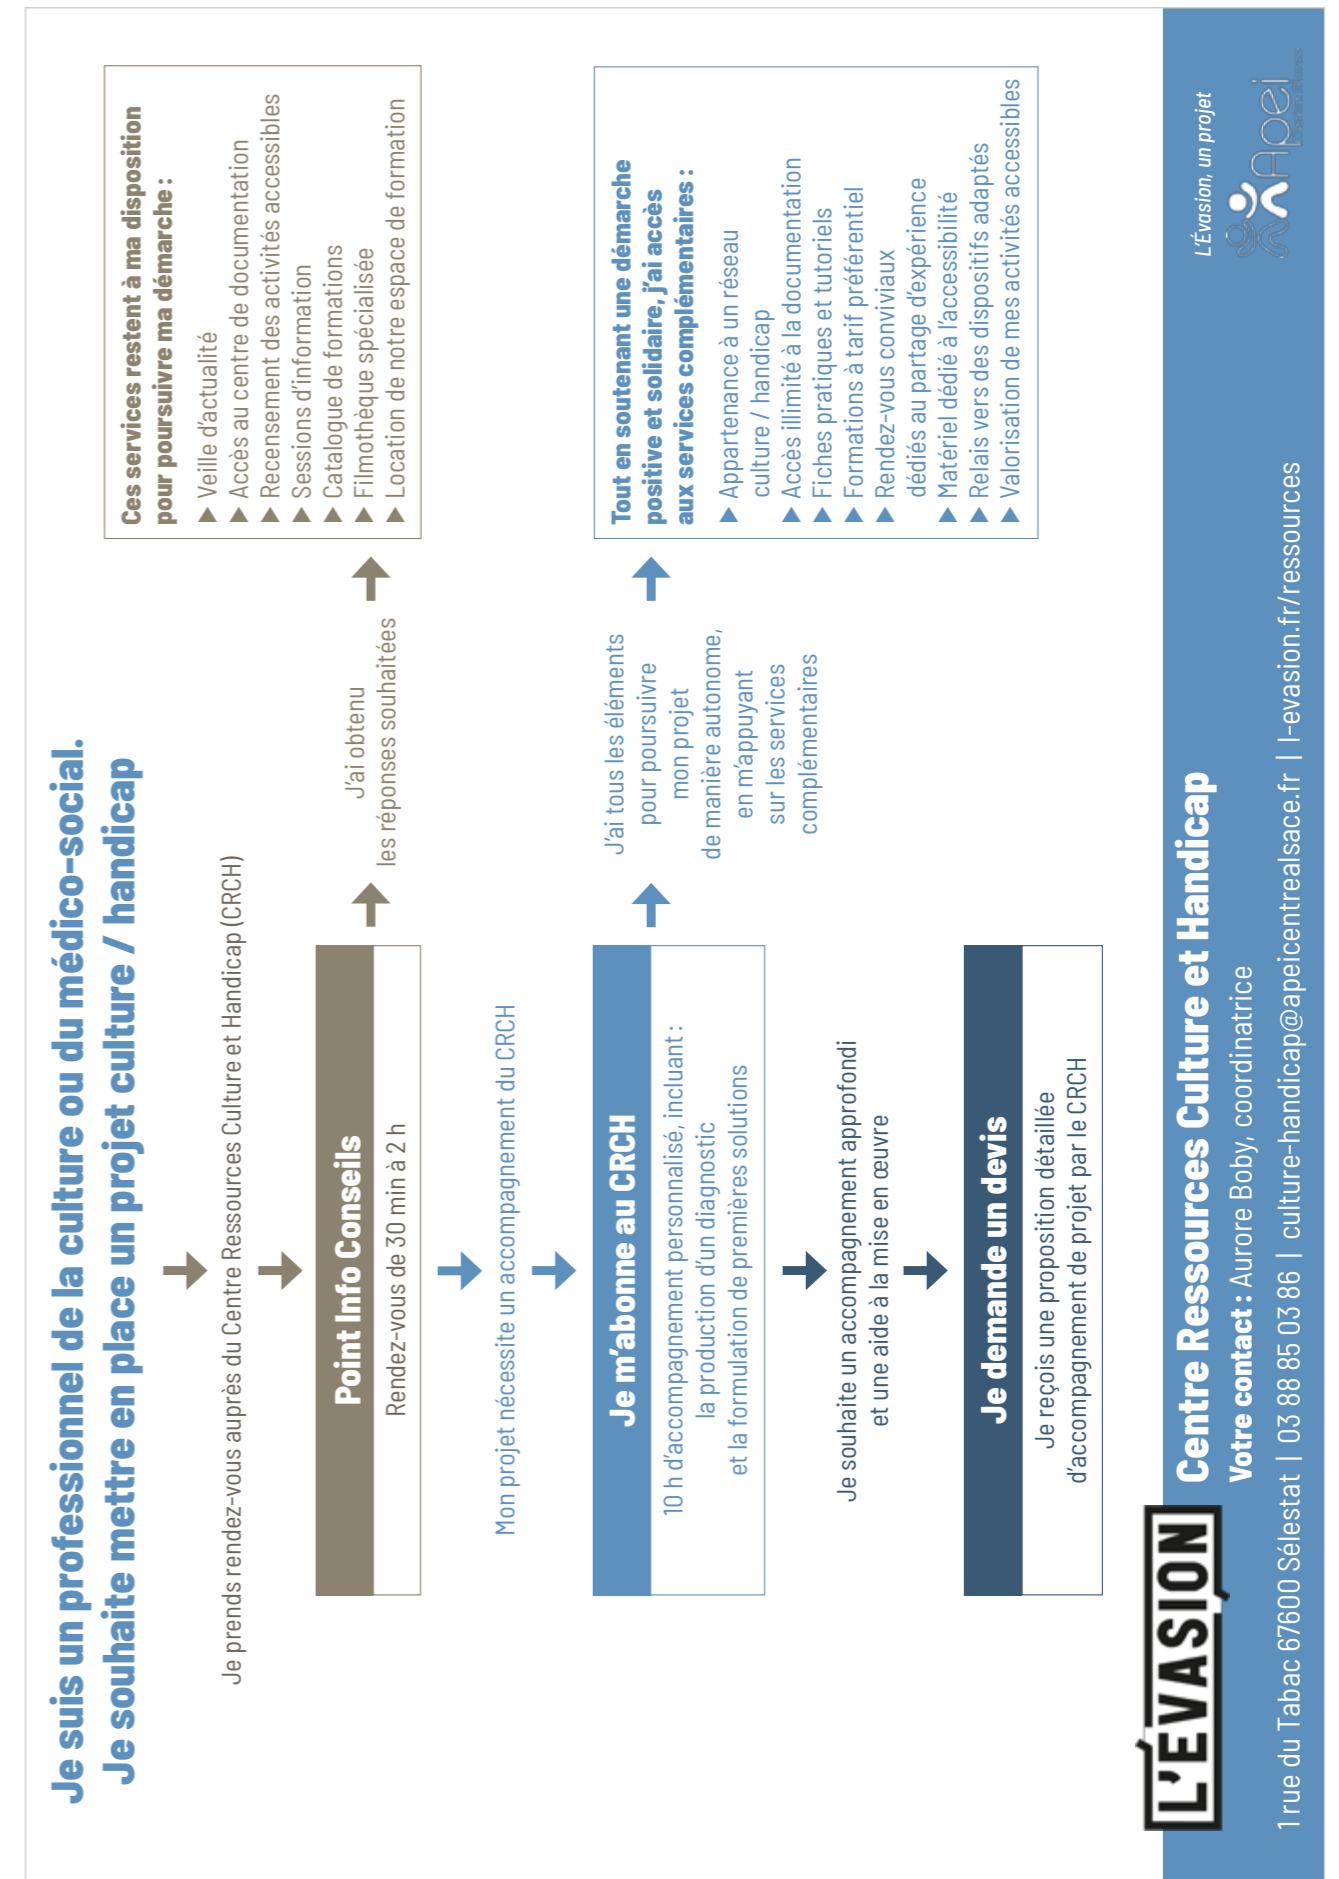 Je suis un professionnel de la culture ou du médico-social.
Je souhaite mettre en place un projet culture / handicap
Je prends rendez-vous auprès du Centre Ressources Culture et Handicap (CRCH)
Point Info Conseils
Rendez-vous de 30 min à 2 h
J'ai obtenu
les réponses souhaitées
Ces services restent à ma disposition
pour poursuivre ma démarche :
▶ Veille d'actualité
▶ Accès au centre de documentation
▶ Recensement des activités accessibles
▶ Sessions d'information
▶ Catalogue de formations
▶ Filmothèque spécialisée
▶ Location de notre espace de formation
Mon projet nécessite un accompagnement du CRCH
Je m'abonne au CRCH
10 h d'accompagnement personnalisé, incluant :
la production d'un diagnostic
et la formulation de premières solutions
J'ai tous les éléments
pour poursuivre
mon projet
de manière autonome,
en m'appuyant
sur les services
complémentaires
Tout en soutenant une démarche
positive et solidaire, j'ai accès
aux services complémentaires :
▶ Appartenance à un réseau
culture / handicap
▶ Accès illimité à la documentation
▶ Fiches pratiques et tutoriels
▶ Formations à tarif préférentiel
▶ Rendez-vous conviviaux
dédiés au partage d'expérience
▶ Matériel dédié à l'accessibilité
▶ Relais vers des dispositifs adaptés
▶ Valorisation de mes activités accessibles
Je souhaite un accompagnement approfondi
et une aide à la mise en œuvre
Je demande un devis
Je reçois une proposition détaillée
d'accompagnement de projet par le CRCH
L'ÉVASION
Centre Ressources Culture et Handicap
Votre contact : Aurore Boby, coordinatrice
1 rue du Tabac 67600 Sélestat | 03 88 85 03 86 | culture-handicap@apeicentrealsace.fr | l-evasion.fr/ressources
L'Évasion, un projet
Apei